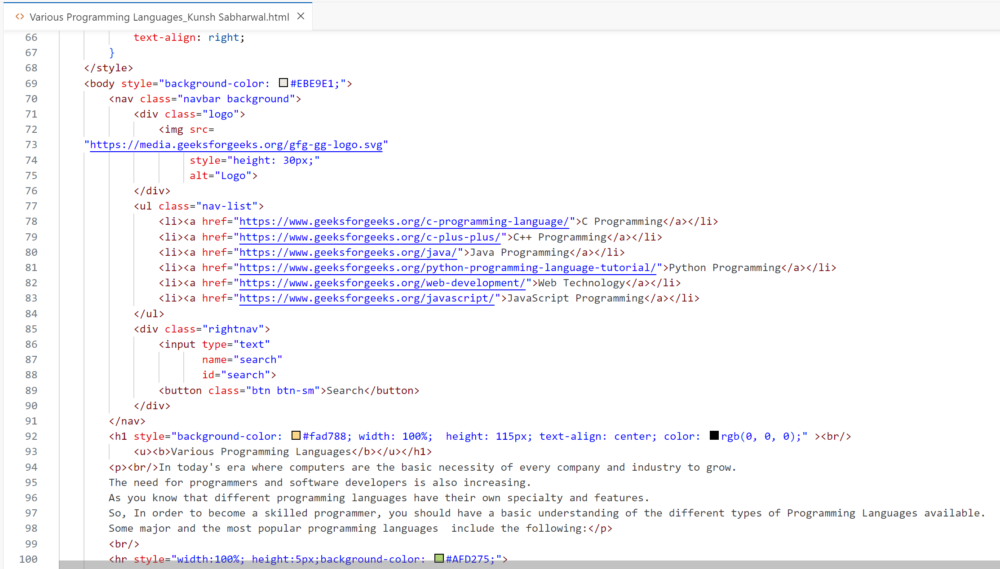 <> Various Programming Languages_Kunsh Sabharwal.html ×
66 text-align: right;
67 }
68 </style>
69 <body style="background-color: #EBE9E1;">
70 <nav class="navbar background">
71 <div class="logo">
72 <img src=
73 "https://media.geeksforgeeks.org/gfg-gg-logo.svg"
74 style="height: 30px;"
75 alt="Logo">
76 </div>
77 <ul class="nav-list">
78 <li><a href="https://www.geeksforgeeks.org/c-programming-language/">C Programming</a></li>
79 <li><a href="https://www.geeksforgeeks.org/c-plus-plus/">C++ Programming</a></li>
80 <li><a href="https://www.geeksforgeeks.org/java/">Java Programming</a></li>
81 <li><a href="https://www.geeksforgeeks.org/python-programming-language-tutorial/">Python Programming</a></li>
82 <li><a href="https://www.geeksforgeeks.org/web-development/">Web Technology</a></li>
83 <li><a href="https://www.geeksforgeeks.org/javascript/">JavaScript Programming</a></li>
84 </ul>
85 <div class="rightnav">
86 <input type="text"
87 name="search"
88 id="search">
89 <button class="btn btn-sm">Search</button>
90 </div>
91 </nav>
92 <h1 style="background-color: #fad788; width: 100%;  height: 115px; text-align: center; color: rgb(0, 0, 0);" ><br/>
93 <u><b>Various Programming Languages</b></u></h1>
94 <p><br/>In today's era where computers are the basic necessity of every company and industry to grow.
95 The need for programmers and software developers is also increasing.
96 As you know that different programming languages have their own specialty and features.
97 So, In order to become a skilled programmer, you should have a basic understanding of the different types of Programming Languages available.
98 Some major and the most popular programming languages  include the following:</p>
99 <br/>
100 <hr style="width:100%; height:5px;background-color: #AFD275;">